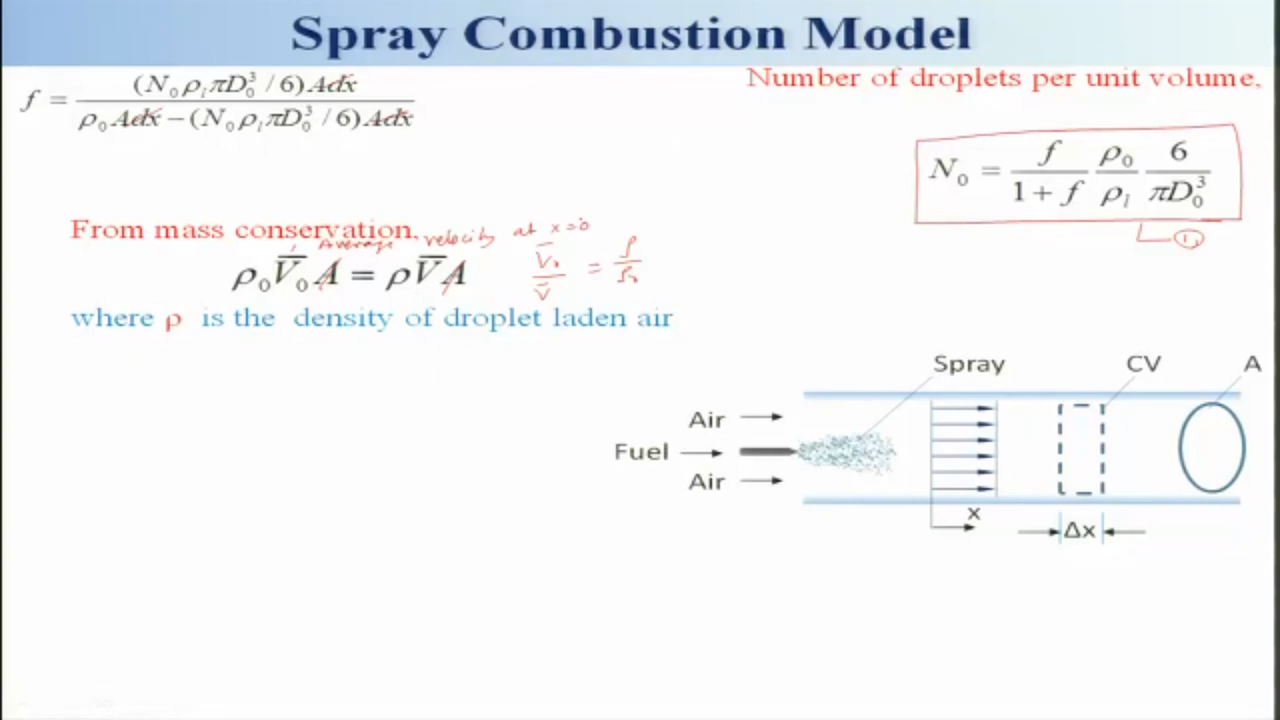 Spray Combustion Model
f = (N₀ρₗπD₀³ / 6)Adx / ρ₀Adx − (N₀ρₗπD₀³ / 6)Adx
Number of droplets per unit volume,
N₀ = f / 1 + f ρ₀ / ρₗ 6 / πD₀³
①
From mass conservation,
Average velocity at x=0
ρ₀V̅₀A = ρV̅A
V̅₀ / V̅ = ρ / ρ₀
where ρ is the density of droplet laden air
Spray CV A
Air
Fuel
Air
x
Δx